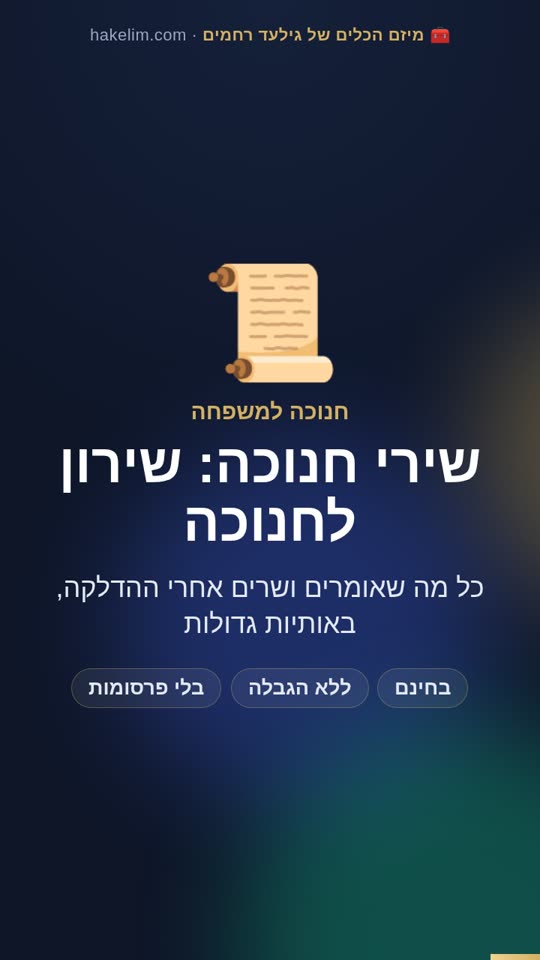 🧰 מיזם הכלים של גילעד רחמים · hakelim.com
חנוכה למשפחה
שירי חנוכה: שירון
לחנוכה
כל מה שאומרים ושרים אחרי ההדלקה,
באותיות גדולות
בחינם
ללא הגבלה
בלי פרסומות